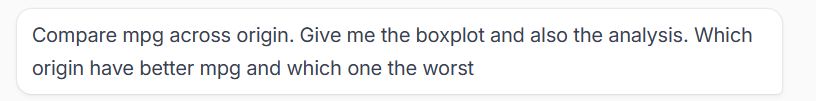 Compare mpg across origin. Give me the boxplot and also the analysis. Which
origin have better mpg and which one the worst